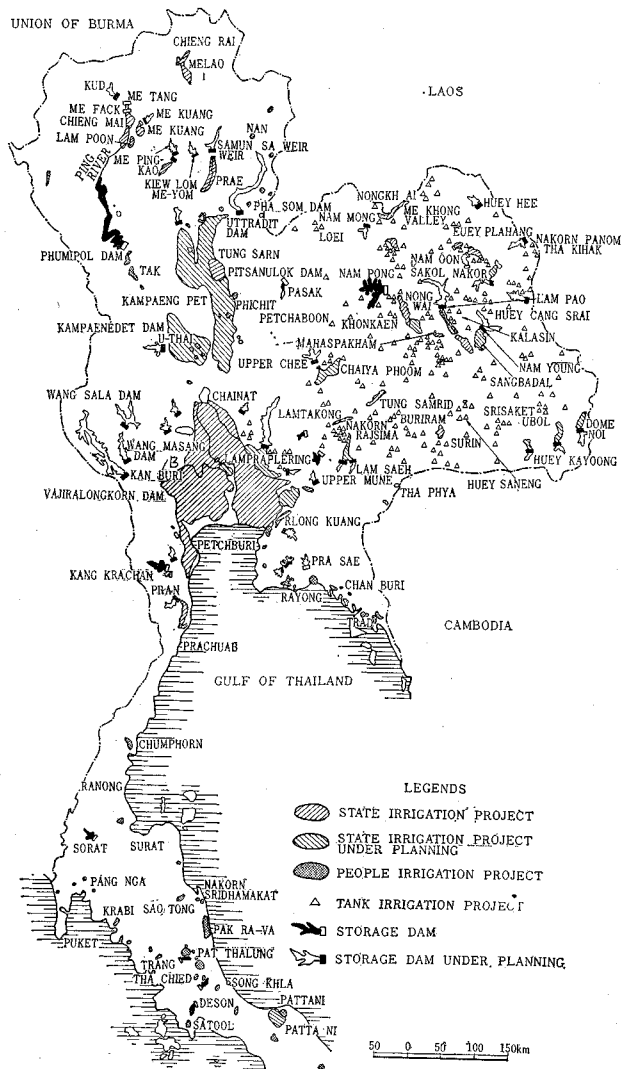 UNION OF BURMA
CHIENG RAI
MELAO
LAOS
KUD
ME TANG
ME FACK
CHIENG MAI
ME KUANG
ME KUANG
LAM POON
NAN
SAMUN SA WEIR
WEIR
ME PING
KAO
PING RIVER
KIEW LOM
ME-YOM
PRAE
PHA SOM DAM
UTTRADIT
DAM
NONGKH AI
ME KHONG
VALLEY
HUEY HEE
NAM MONG
LOEI
EUEY PLAHANG
NAKORN PANOM
THA KIHAK
PHUMIPOL DAM
TUNG SARN
NAM OON
SAKOL NAKOR
TAK
PITSANULOK DAM
NAM PONG
KAMPAENG PET
PHICHIT
PASAK
NONG
WAI
LAM PAO
PETCHABOON
KHONKAEN
HUEY CANG SRAI
KAMPAENEDET DAM
U-THAI
MAHASPAKHAM
KALASIN
UPPER CHEE
CHAIYA PHOOM
NAM YOUNG
SANGBADAL
WANG SALA DAM
CHAINAT
LAMTAKONG
TUNG SAMRID
NAKORN
RAJSIMA
BURIRAM
SRISAKET
UBOL
DOME
NOI
WANG MASANG
DAM
LAMPRAPLERING
SURIN
KAN BURI
LAM SAEH
UPPER MUNE
HUEY SANENG
HUEY KAYOONG
VAJIRALONGKORN DAM
THA PHYA
RLONG KUANG
PETCHBURI
PRA SAE
KANG KRACHAN
CHAN BURI
PRAN
RAYONG
TRAD
CAMBODIA
PRACHUAB
GULF OF THAILAND
CHUMPHORN
RANONG
LEGENDS
STATE IRRIGATION PROJECT
STATE IRRIGATION PROJECT
UNDER PLANNING
SORAT
SURAT
PEOPLE IRRIGATION PROJECT
PANG NGA
NAKORN
SRIDHAMAKAT
TANK IRRIGATION PROJECT
KRABI
SAO TONG
PAK RA-VA
STORAGE DAM
PUKET
PAT THALUNG
TRANG
STORAGE DAM UNDER PLANNING
THA CHIED
SONG KHLA
DESON
PATTANI
SATOOL
PATTA NI
50 0 50 100 150km